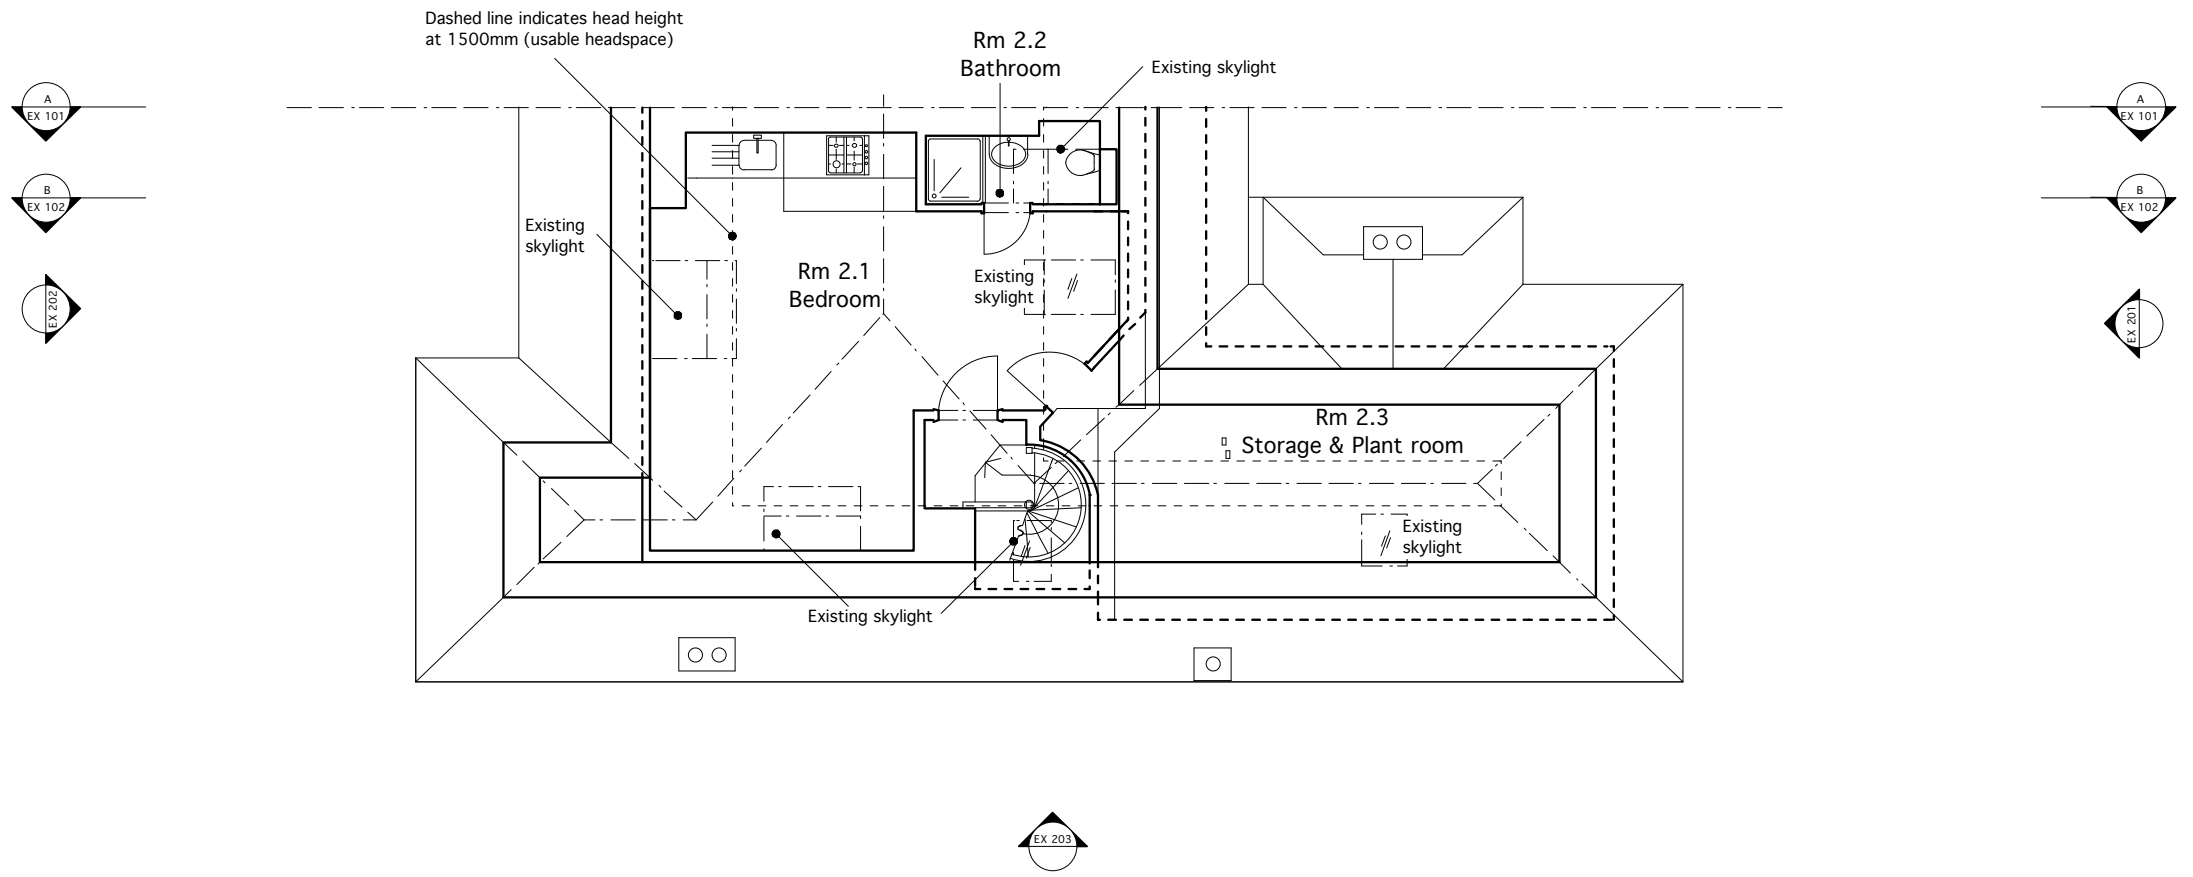 Dashed line indicates head height
at 1500mm (usable headspace)
Rm 2.2
Bathroom
Existing skylight
A
EX 101
A
EX 101
B
EX 102
B
EX 102
Existing
skylight
Rm 2.1
Bedroom
Existing
skylight
EX 202
EX 201
Rm 2.3
Storage & Plant room
Existing
skylight
Existing skylight
EX 203